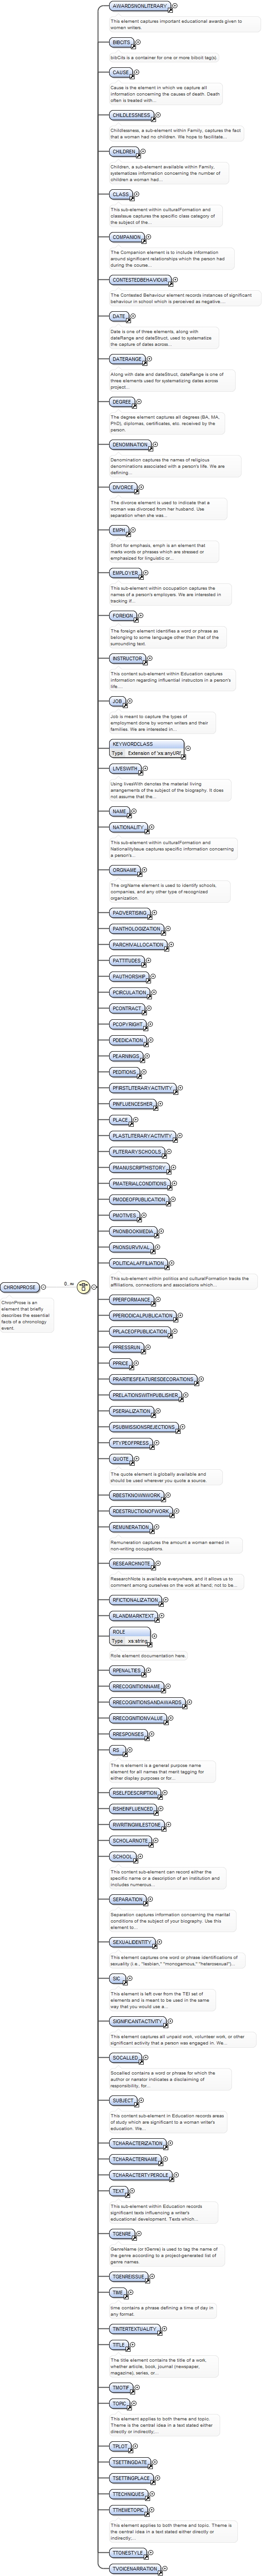 AWARDSNONLITERARY
This element captures important educational awards given to
women writers.
BIBCITS
bibCits is a container for one or more bibcit tag(s).
CAUSE
Cause is the element in which we capture all
information concerning the causes of death. Death
often is treated with...
CHILDLESSNESS
Childlessness, a sub-element within Family, captures the fact
that a woman had no children. We hope to facilitate...
CHILDREN
Children, a sub-element available within Family,
systematizes information concerning the number of
children a woman had...
CLASS
This sub-element within culturalFormation and
classIssue captures the specific class category
of the subject of the...
COMPANION
The Companion element is to include information
around significant relationships which the person had
during the course...
CONTESTEDBEHAVIOUR
The Contested Behaviour element records instances of significant
behaviour in school which is perceived as negative....
DATE
Date is one of three elements, along with
dateRange and dateStruct, used to systematize
the capture of dates across...
DATERANGE
Along with date and dateStruct, dateRange is one of
three elements used for systematizing dates across
project...
DEGREE
The degree element captures all degrees (BA, MA,
PhD), diplomas, certificates, etc. received by the
person.
DENOMINATION
Denomination captures the names of religious
denominations associated with a person's life. We are
defining...
DIVORCE
The divorce element is used to indicate that a
woman was divorced from her husband. Use
separation when she was...
EMPH
Short for emphasis, emph is an element that
marks words or phrases which are stressed or
emphasized for linguistic or...
EMPLOYER
This sub-element within occupation captures the
names of a person's employers. We are interested in
tracking if...
FOREIGN
The foreign element identifies a word or phrase as
belonging to some language other than that of the
surrounding text.
INSTRUCTOR
This content sub-element within Education captures
information regarding influential instructors in a person's
life....
JOB
Job is meant to capture the types of
employment done by women writers and their
families. We are interested in...
KEYWORDCLASS
Type Extension of 'xs:anyURI'
LIVESWITH
Using livesWith denotes the material living
arrangements of the subject of the biography. It does
not assume that the...
NAME
NATIONALITY
This sub-element within culturalFormation and
NationalityIssue captures specific information concerning
a person's...
ORGNAME
The orgName element is used to identify schools,
companies, and any other type of recognized
organization.
PADVERTISING
PANTHOLOGIZATION
PARCHIVALLOCATION
PATTITUDES
PAUTHORSHIP
PCIRCULATION
PCONTRACT
PCOPYRIGHT
PDEDICATION
PEARNINGS
PEDITIONS
PFIRSTLITERARYACTIVITY
PINFLUENCESHER
PLACE
PLASTLITERARYACTIVITY
PLITERARYSCHOOLS
PMANUSCRIPTHISTORY
PMATERIALCONDITIONS
PMODEOFPUBLICATION
PMOTIVES
PNONBOOKMEDIA
PNONSURVIVAL
POLITICALAFFILIATION
This sub-element within politics and culturalFormation treats the
affiliations, connections and associations which...
CHRONPROSE
0..∞
ChronProse is an
element that briefly
describes the essential
facts of a chronology
event.
PPERFORMANCE
PPERIODICALPUBLICATION
PPLACEOFPUBLICATION
PPRESSRUN
PPRICE
PRARITIESFEATURESDECORATIONS
PRELATIONSWITHPUBLISHER
PSERIALIZATION
PSUBMISSIONSREJECTIONS
PTYPEOFPRESS
QUOTE
The quote element is globally available and
should be used wherever you quote a source.
RBESTKNOWNWORK
RDESTRUCTIONOFWORK
REMUNERATION
Remuneration captures the amount a woman earned in
non-writing occupations.
RESEARCHNOTE
ResearchNote is available everywhere, and it allows us to
comment among ourselves on the work at hand; not to be...
RFICTIONALIZATION
RLANDMARKTEXT
ROLE
Type xs:string
Role element documentation here.
RPENALTIES
RRECOGNITIONNAME
RRECOGNITIONSANDAWARDS
RRECOGNITIONVALUE
RRESPONSES
RS
The rs element is a general purpose name
element for all names that merit tagging for
either display purposes or for...
RSELFDESCRIPTION
RSHEINFLUENCED
RWRITINGMILESTONE
SCHOLARNOTE
SCHOOL
This content sub-element can record either the
specific name or a description of an institution and
includes numerous...
SEPARATION
Separation captures information concerning the marital
conditions of the subject of your biography. Use this
element to...
SEXUALIDENTITY
This element captures one word or phrase identifications of
sexuality (i.e., "lesbian," "monogamous," "heterosexual")...
SIC
This element is left over from the TEI set of
elements and is meant to be used in the same
way that you would use a...
SIGNIFICANTACTIVITY
This element captures all unpaid work, volunteer work, or other
significant activity that a person was engaged in. We...
SOCALLED
Socalled contains a word or phrase for which the
author or narrator indicates a disclaiming of
responsibility, for...
SUBJECT
This content sub-element in Education records areas
of study which are significant to a woman writer's
education. We...
TCHARACTERIZATION
TCHARACTERNAME
TCHARACTERTYPEROLE
TEXT
This sub-element within Education records
significant texts influencing a writer's
educational development. Texts which...
TGENRE
GenreName (or tGenre) is used to tag the name of
the genre according to a project-generated list of
genre names.
TGENREISSUE
TIME
time contains a phrase defining a time of day in
any format.
TINTERTEXTUALITY
TITLE
The title element contains the title of a work,
whether article, book, journal (newspaper,
magazine), series, or...
TMOTIF
TOPIC
This element applies to both theme and topic.
Theme is the central idea in a text stated either
directly or indirectly;...
TPLOT
TSETTINGDATE
TSETTINGPLACE
TTECHNIQUES
TTHEMETOPIC
This element applies to both theme and topic. Theme is
the central idea in a text stated either directly or
indirectly;...
TTONESTYLE
TVOICENARRATION